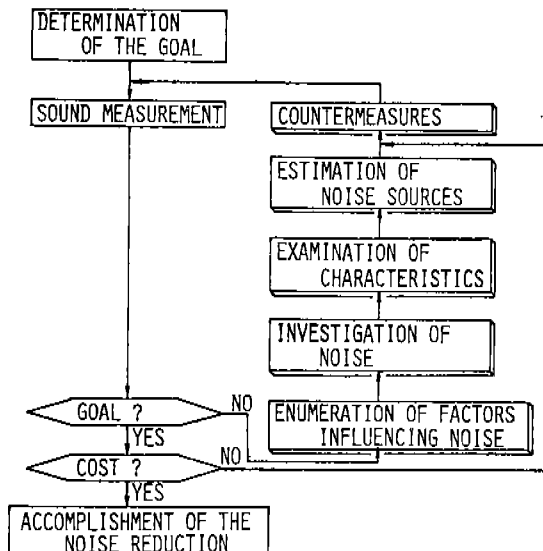 DETERMINATION
OF THE GOAL
SOUND MEASUREMENT
COUNTERMEASURES
ESTIMATION OF
NOISE SOURCES
EXAMINATION OF
CHARACTERISTICS
INVESTIGATION OF
NOISE
ENUMERATION OF FACTORS
INFLUENCING NOISE
GOAL ?
NO
YES
COST ?
NO
YES
ACCOMPLISHMENT OF THE
NOISE REDUCTION